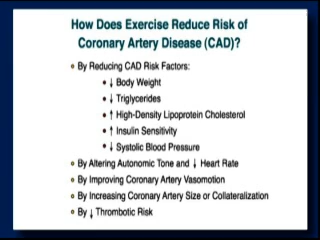 How Does Exercise Reduce Risk of
Coronary Artery Disease (CAD)?
• By Reducing CAD Risk Factors:
• ↓ Body Weight
• ↓ Triglycerides
• ↑ High-Density Lipoprotein Cholesterol
• ↑ Insulin Sensitivity
• ↓ Systolic Blood Pressure
• By Altering Autonomic Tone and ↓ Heart Rate
• By Improving Coronary Artery Vasomotion
• By Increasing Coronary Artery Size or Collateralization
• By ↓ Thrombotic Risk